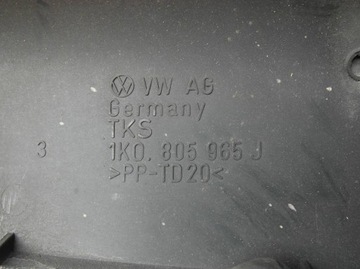 VW AG
Germany
TKS
3
1K0. 805 965 J
>PP-TD20<